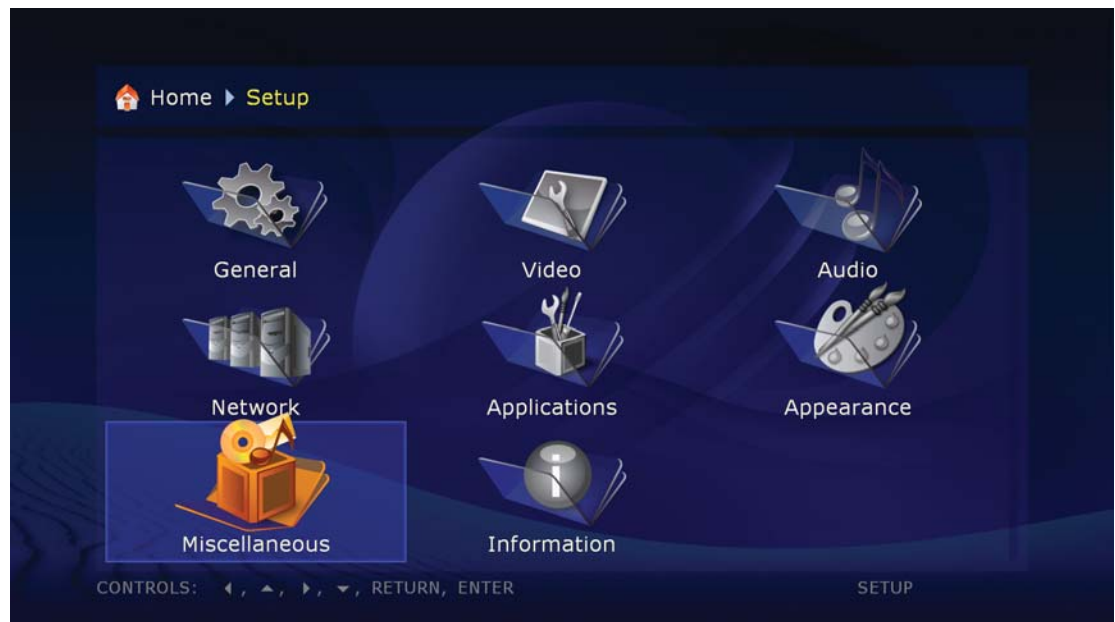 Home Setup
General Video Audio
Network Applications Appearance
Miscellaneous Information
CONTROLS: ◀, ▲, ▶, ▼, RETURN, ENTER SETUP